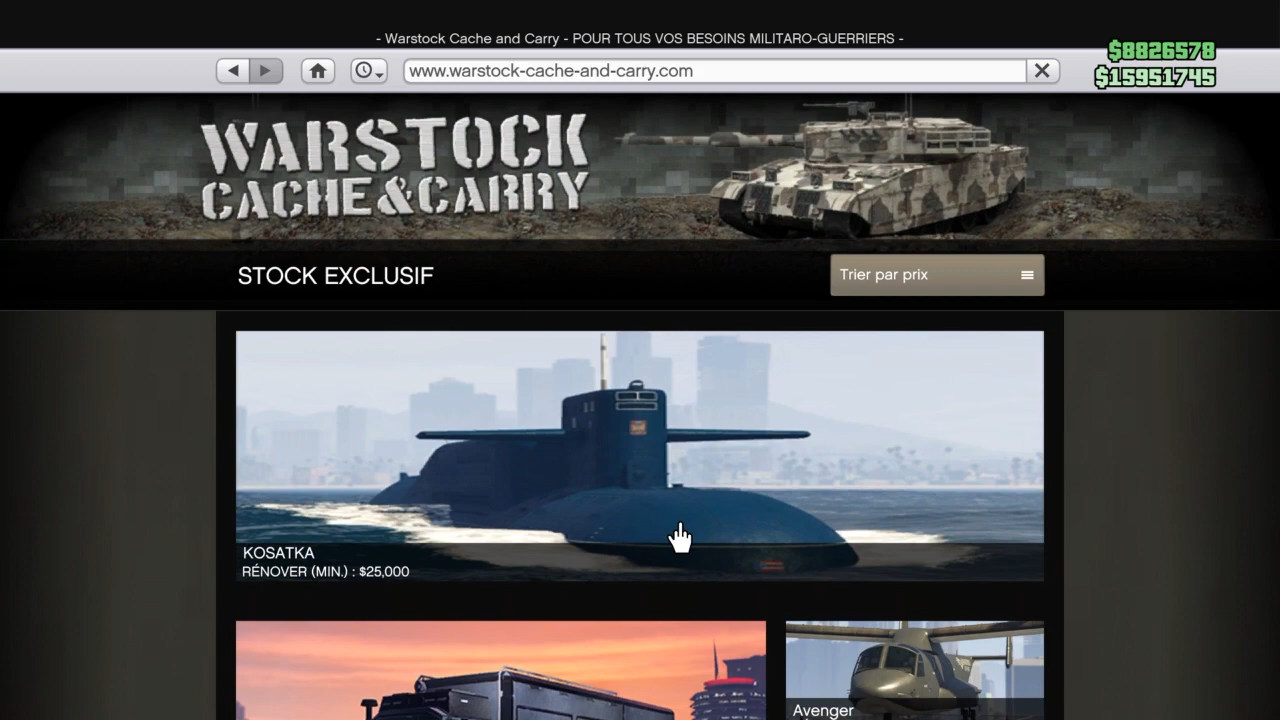 - Warstock Cache and Carry - POUR TOUS VOS BESOINS MILITARO-GUERRIERS -
$8826578
www.warstock-cache-and-carry.com
$15951745
WARSTOCK
CACHE&CARRY
STOCK EXCLUSIF
Trier par prix
KOSATKA
RÉNOVER (MIN.) : $25,000
Avenger